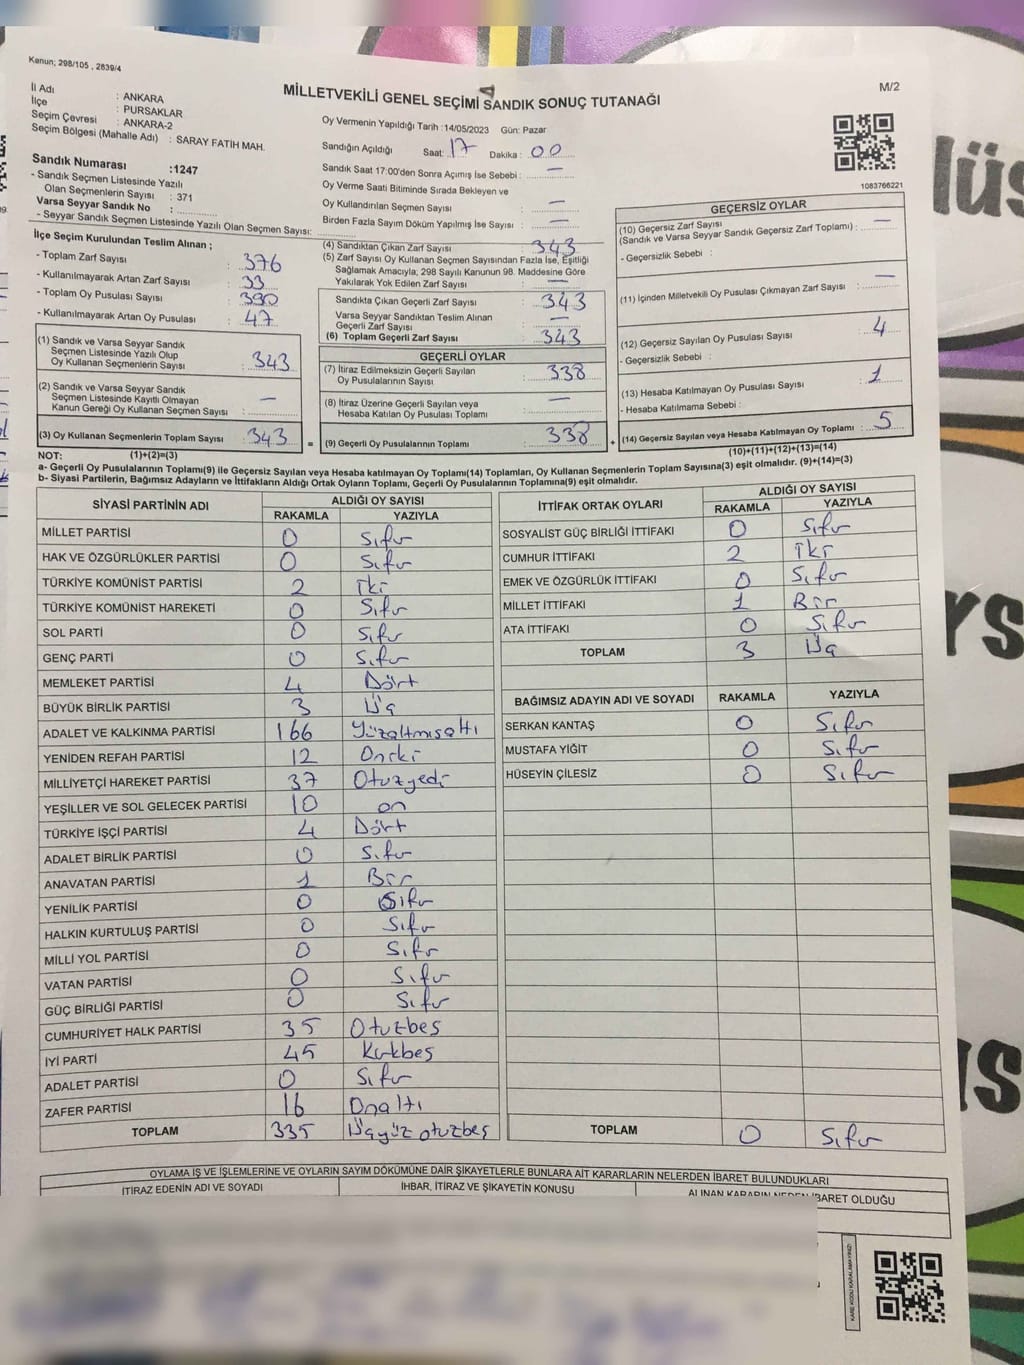 Kanun; 298/105 , 2839/4
M/2
MİLLETVEKİLİ GENEL SEÇİMİ SANDIK SONUÇ TUTANAĞI
İl Adı : ANKARA
İlçe : PURSAKLAR
Seçim Çevresi : ANKARA-2
Seçim Bölgesi (Mahalle Adı) : SARAY FATİH MAH.
Sandık Numarası :1247
- Sandık Seçmen Listesinde Yazılı
Olan Seçmenlerin Sayısı : 371
Varsa Seyyar Sandık No :
- Seyyar Sandık Seçmen Listesinde Yazılı Olan Seçmen Sayısı:
Oy Vermenin Yapıldığı Tarih :14/05/2023 Gün: Pazar
Sandığın Açıldığı Saat: 17 Dakika : 00
Sandık Saat 17:00'den Sonra Açımış İse Sebebi : —
Oy Verme Saati Bitiminde Sırada Bekleyen ve
Oy Kullandırılan Seçmen Sayısı : —
Birden Fazla Sayım Döküm Yapılmış İse Sayısı : —
1083766221
İlçe Seçim Kurulundan Teslim Alınan ;
- Toplam Zarf Sayısı : 376
- Kullanılmayarak Artan Zarf Sayısı : 33
- Toplam Oy Pusulası Sayısı : 390
- Kullanılmayarak Artan Oy Pusulası : 47
(1) Sandık ve Varsa Seyyar Sandık
Seçmen Listesinde Yazılı Olup
Oy Kullanan Seçmenlerin Sayısı : 343
(2) Sandık ve Varsa Seyyar Sandık
Seçmen Listesinde Kayıtlı Olmayan
Kanun Gereği Oy Kullanan Seçmen Sayısı : —
(3) Oy Kullanan Seçmenlerin Toplam Sayısı : 343
(4) Sandıktan Çıkan Zarf Sayısı : 343
(5) Zarf Sayısı Oy Kullanan Seçmen Sayısından Fazla İse, Eşitliği
Sağlamak Amacıyla; 298 Sayılı Kanunun 98. Maddesine Göre
Yakılarak Yok Edilen Zarf Sayısı : —
Sandıkta Çıkan Geçerli Zarf Sayısı : 343
Varsa Seyyar Sandıktan Teslim Alınan
Geçerli Zarf Sayısı : —
(6) Toplam Geçerli Zarf Sayısı : 343
GEÇERLİ OYLAR
(7) İtiraz Edilmeksizin Geçerli Sayılan
Oy Pusulalarının Sayısı : 338
(8) İtiraz Üzerine Geçerli Sayılan veya
Hesaba Katılan Oy Pusulası Toplamı : —
= (9) Geçerli Oy Pusulalarının Toplamı : 338
GEÇERSİZ OYLAR
(10) Geçersiz Zarf Sayısı
(Sandık ve Varsa Seyyar Sandık Geçersiz Zarf Toplamı) : —
- Geçersizlik Sebebi :
(11) İçinden Milletvekili Oy Pusulası Çıkmayan Zarf Sayısı : —
(12) Geçersiz Sayılan Oy Pusulası Sayısı : 4
- Geçersizlik Sebebi :
(13) Hesaba Katılmayan Oy Pusulası Sayısı : 1
- Hesaba Katılmama Sebebi :
+ (14) Geçersiz Sayılan veya Hesaba Katılmayan Oy Toplamı : 5
NOT: (1)+(2)=(3)
(10)+(11)+(12)+(13)=(14)
a- Geçerli Oy Pusulalarının Toplamı(9) ile Geçersiz Sayılan veya Hesaba katılmayan Oy Toplamı(14) Toplamları, Oy Kullanan Seçmenlerin Toplam Sayısına(3) eşit olmalıdır. (9)+(14)=(3)
b- Siyasi Partilerin, Bağımsız Adayların ve İttifakların Aldığı Ortak Oyların Toplamı, Geçerli Oy Pusulalarının Toplamına(9) eşit olmalıdır.
SİYASİ PARTİNİN ADI ALDIĞI OY SAYISI
RAKAMLA YAZIYLA
MİLLET PARTİSİ 0 Sıfır
HAK VE ÖZGÜRLÜKLER PARTİSİ 0 Sıfır
TÜRKİYE KOMÜNİST PARTİSİ 2 İki
TÜRKİYE KOMÜNİST HAREKETİ 0 Sıfır
SOL PARTİ 0 Sıfır
GENÇ PARTİ 0 Sıfır
MEMLEKET PARTİSİ 4 Dört
BÜYÜK BİRLİK PARTİSİ 3 Üç
ADALET VE KALKINMA PARTİSİ 166 Yüzaltmışaltı
YENİDEN REFAH PARTİSİ 12 Oniki
MİLLİYETÇİ HAREKET PARTİSİ 37 Otuzyedi
YEŞİLLER VE SOL GELECEK PARTİSİ 10 on
TÜRKİYE İŞÇİ PARTİSİ 4 Dört
ADALET BİRLİK PARTİSİ 0 Sıfır
ANAVATAN PARTİSİ 1 Bir
YENİLİK PARTİSİ 0 Sıfır
HALKIN KURTULUŞ PARTİSİ 0 Sıfır
MİLLİ YOL PARTİSİ 0 Sıfır
VATAN PARTİSİ 0 Sıfır
GÜÇ BİRLİĞİ PARTİSİ 0 Sıfır
CUMHURİYET HALK PARTİSİ 35 Otuzbeş
İYİ PARTİ 45 Kırkbeş
ADALET PARTİSİ 0 Sıfır
ZAFER PARTİSİ 16 Onaltı
TOPLAM 335 Üçyüz otuzbeş
İTTİFAK ORTAK OYLARI ALDIĞI OY SAYISI
RAKAMLA YAZIYLA
SOSYALİST GÜÇ BİRLİĞİ İTTİFAKI 0 Sıfır
CUMHUR İTTİFAKI 2 İki
EMEK VE ÖZGÜRLÜK İTTİFAKI 0 Sıfır
MİLLET İTTİFAKI 1 Bir
ATA İTTİFAKI 0 Sıfır
TOPLAM 3 Üç
BAĞIMSIZ ADAYIN ADI VE SOYADI RAKAMLA YAZIYLA
SERKAN KANTAŞ 0 Sıfır
MUSTAFA YİĞİT 0 Sıfır
HÜSEYİN ÇİLESİZ 0 Sıfır
TOPLAM 0 Sıfır
OYLAMA İŞ VE İŞLEMLERİNE VE OYLARIN SAYIM DÖKÜMÜNE DAİR ŞİKAYETLERLE BUNLARA AİT KARARLARIN NELERDEN İBARET BULUNDUKLARI
İTİRAZ EDENİN ADI VE SOYADI İHBAR, İTİRAZ VE ŞİKAYETİN KONUSU ALINAN KARARIN NEDEN İBARET OLDUĞU
KARE KODU KARALAMAYINIZ!